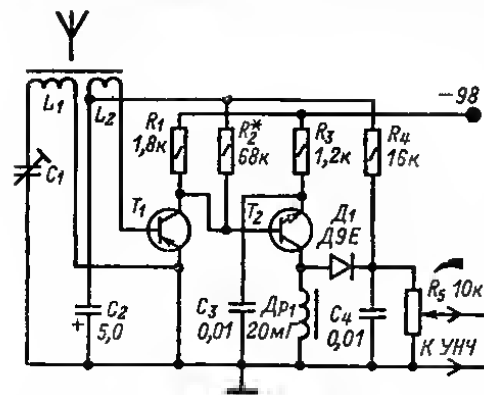 L1
L2
C1
R1
1,8к
R2*
68к
R3
1,2к
R4
16к
−98
T1
T2
Д1
Д9Е
C2
5,0
+
C3
0,01
Др1
20мГ
C4
0,01
R5 10к
К УНЧ